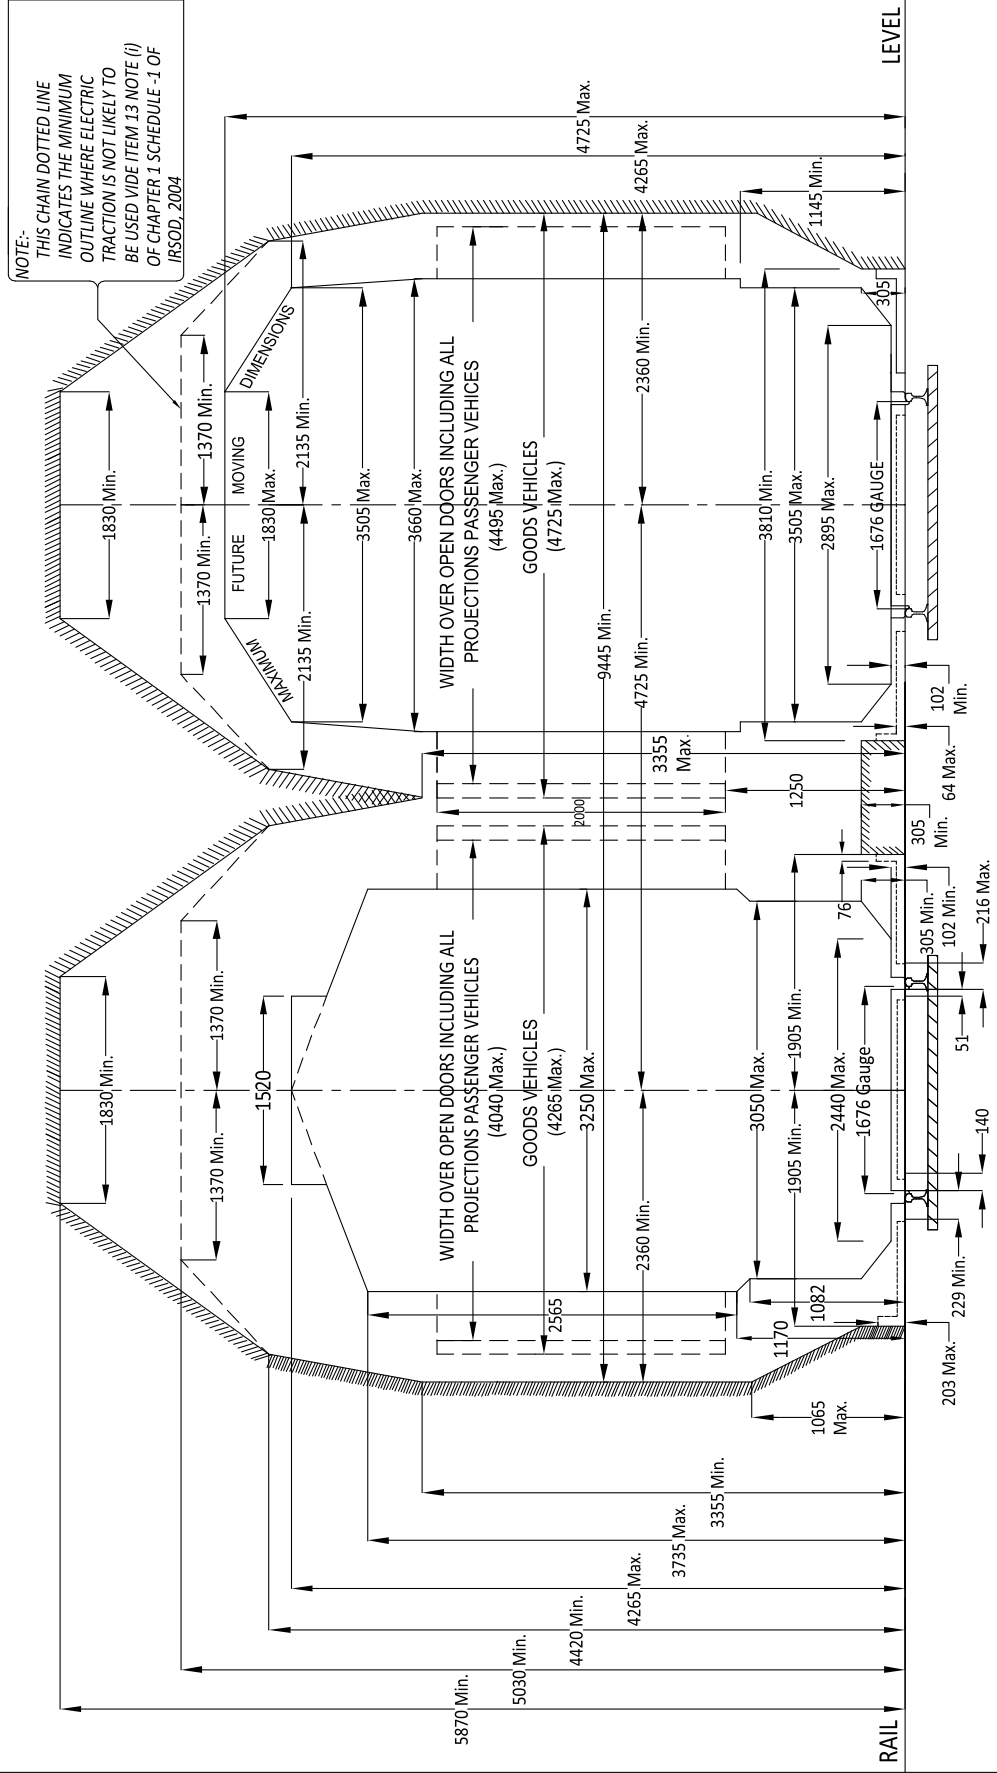 NOTE:-
THIS CHAIN DOTTED LINE
INDICATES THE MINIMUM
OUTLINE WHERE ELECTRIC
TRACTION IS NOT LIKELY TO
BE USED VIDE ITEM 13 NOTE (i)
OF CHAPTER 1 SCHEDULE -1 OF
IRSOD, 2004
RAIL
LEVEL
5870 Min.
5030 Min.
4420 Min.
4265 Max.
3735 Max.
3355 Min.
1065
Max.
1830 Min.
1370 Min.
1370 Min.
1520
WIDTH OVER OPEN DOORS INCLUDING ALL
PROJECTIONS PASSENGER VEHICLES
(4040 Max.)
GOODS VEHICLES
(4265 Max.)
3250 Max.
2565
2360 Min.
3050 Max.
1905 Min.
1905 Min.
2440 Max.
1676 Gauge
1082
1170
203 Max.
229 Min.
140
51
216 Max.
102 Min.
305 Min.
76
305
Min.
64 Max.
102
Min.
1250
2000
3355
Max.
9445 Min.
4725 Min.
1830 Min.
1370 Min.
1370 Min.
MAXIMUM
FUTURE
MOVING
DIMENSIONS
1830 Max.
2135 Min.
2135 Min.
3505 Max.
3660 Max.
WIDTH OVER OPEN DOORS INCLUDING ALL
PROJECTIONS PASSENGER VEHICES
(4495 Max.)
GOODS VEHICLES
(4725 Max.)
2360 Min.
3810 Min.
3505 Max.
2895 Max.
1676 GAUGE
305
1145 Min.
4265 Max.
4725 Max.